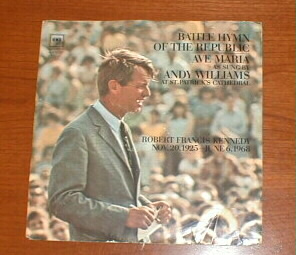 BATTLE HYMN
OF THE REPUBLIC
AVE MARIA
AS SUNG BY
ANDY WILLIAMS
AT ST. PATRICK'S CATHEDRAL
ROBERT FRANCIS KENNEDY
NOV. 20, 1925 - JUNE 6, 1968